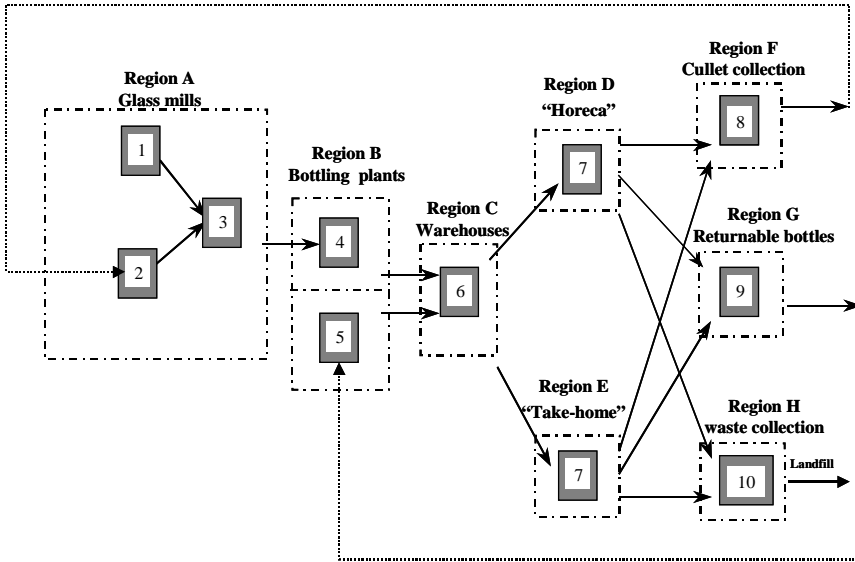 Region A
Glass mills
1
2
3
Region B
Bottling plants
4
5
Region C
Warehouses
6
Region D
“Horeca”
7
Region E
“Take-home”
7
Region F
Cullet collection
8
Region G
Returnable bottles
9
Region H
waste collection
10
Landfill